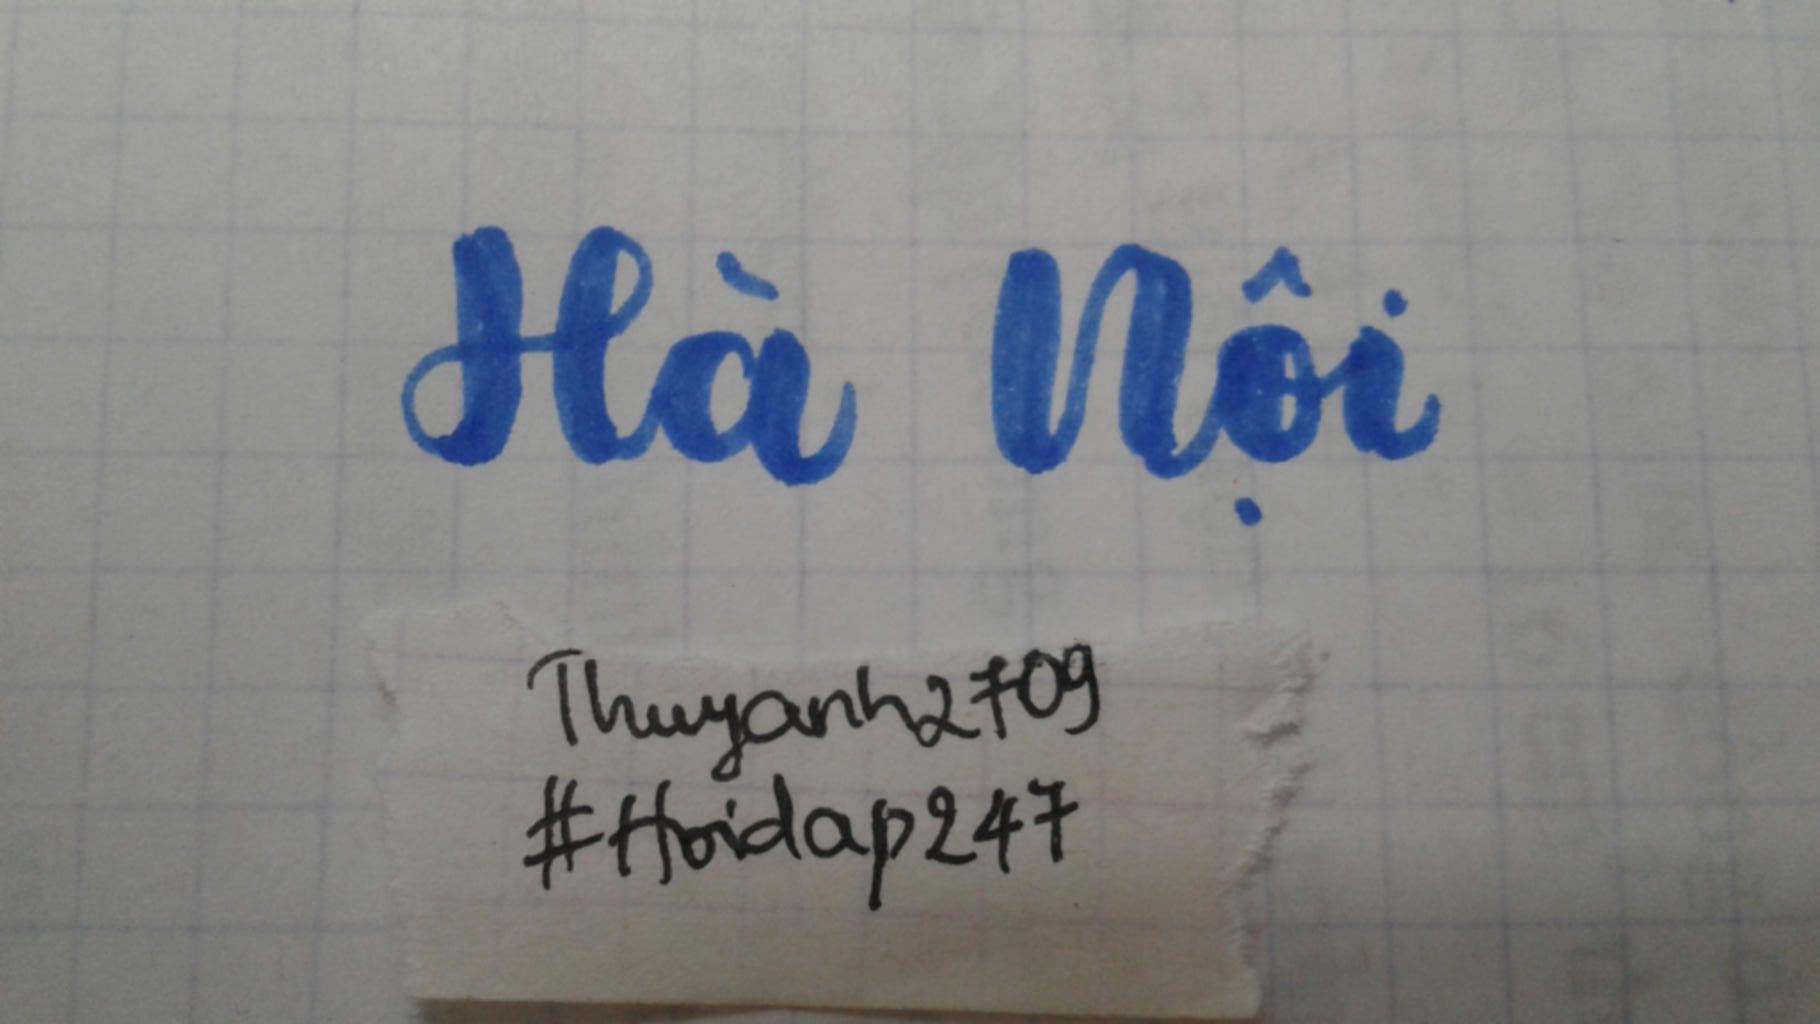 Hà Nội
Thuyanh2709
#Hoidap247